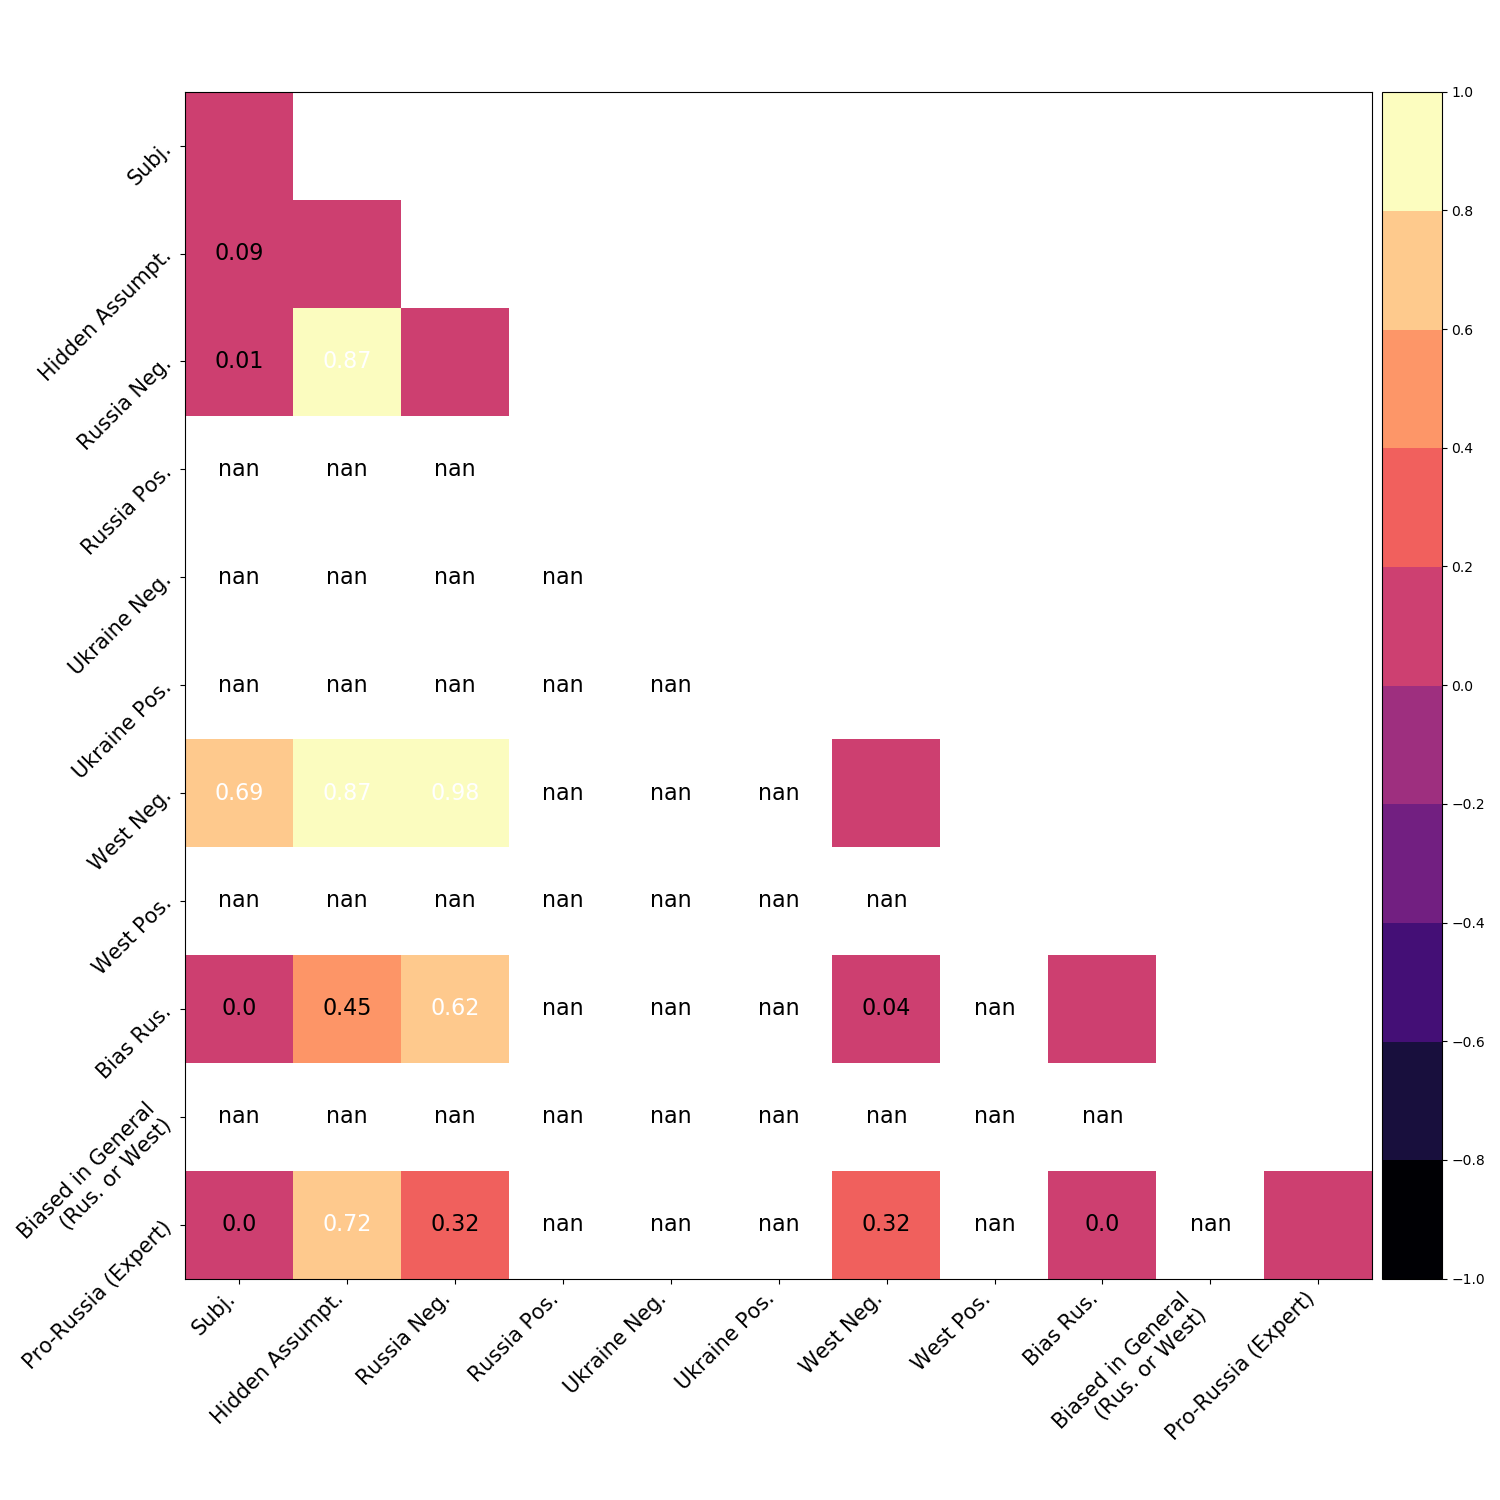 Subj.
Hidden Assumpt.
0.09
Russia Neg.
0.01 0.87
Russia Pos.
nan nan nan
Ukraine Neg.
nan nan nan nan
Ukraine Pos.
nan nan nan nan nan
West Neg.
0.69 0.87 0.98 nan nan nan
West Pos.
nan nan nan nan nan nan nan
Bias Rus.
0.0 0.45 0.62 nan nan nan 0.04 nan
Biased in General
(Rus. or West)
nan nan nan nan nan nan nan nan nan
Pro-Russia (Expert)
0.0 0.72 0.32 nan nan nan 0.32 nan 0.0 nan
Subj.
Hidden Assumpt.
Russia Neg.
Russia Pos.
Ukraine Neg.
Ukraine Pos.
West Neg.
West Pos.
Bias Rus.
Biased in General
(Rus. or West)
Pro-Russia (Expert)
1.0
0.8
0.6
0.4
0.2
0.0
−0.2
−0.4
−0.6
−0.8
−1.0